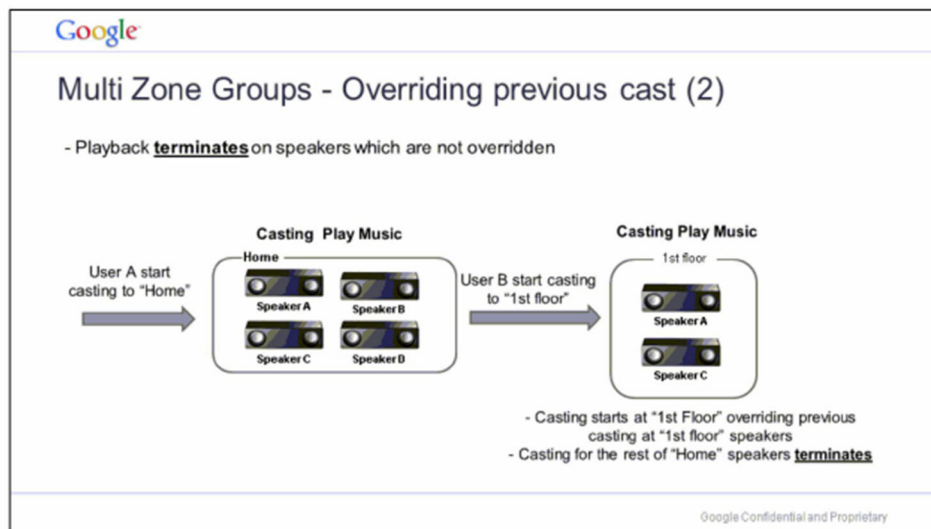 Google
Multi Zone Groups - Overriding previous cast (2)
- Playback terminates on speakers which are not overridden
Casting Play Music
Home
User A start
casting to "Home"
Speaker A
Speaker B
Speaker C
Speaker D
User B start casting
to "1st floor"
Casting Play Music
1st floor
Speaker A
Speaker C
- Casting starts at "1st Floor" overriding previous
casting at "1st floor" speakers
- Casting for the rest of "Home" speakers terminates
Google Confidential and Proprietary